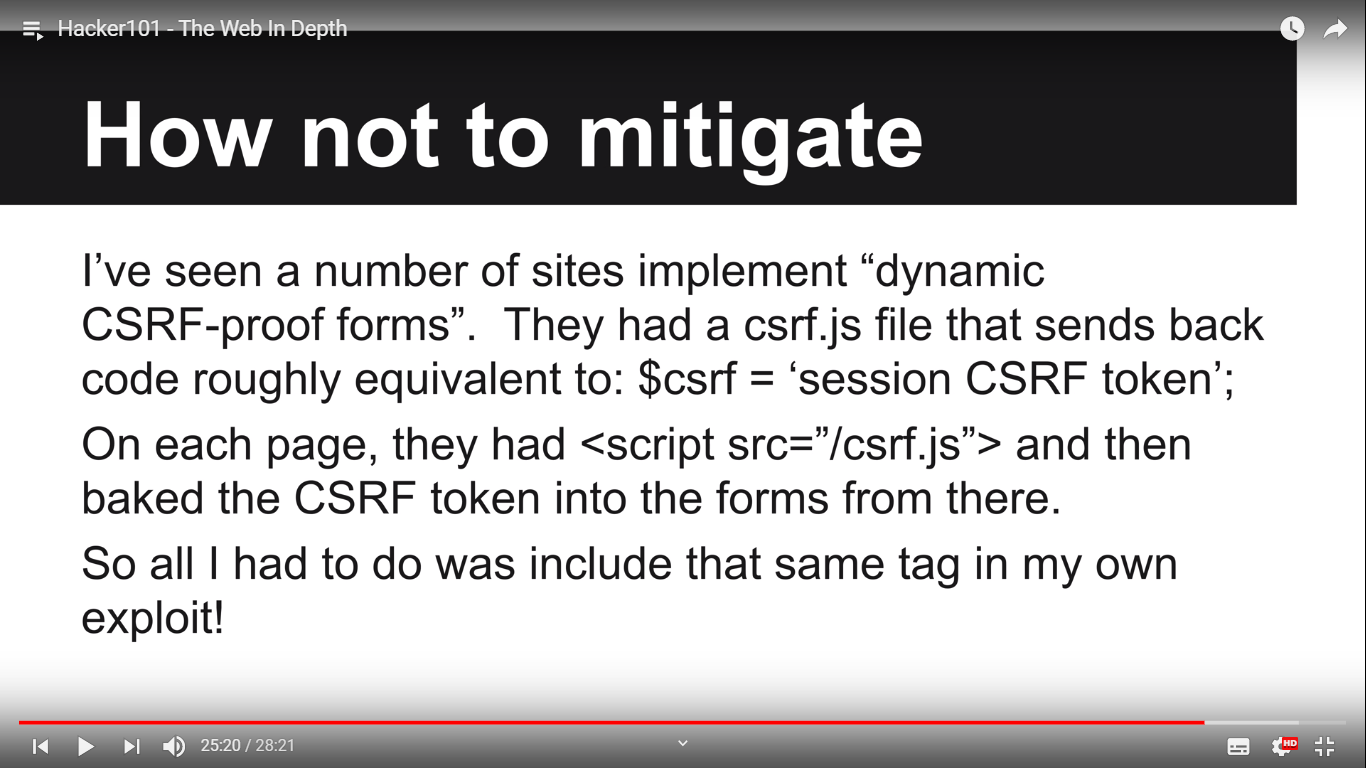 Hacker101 - The Web In Depth
How not to mitigate
I’ve seen a number of sites implement “dynamic
CSRF-proof forms”.  They had a csrf.js file that sends back
code roughly equivalent to: $csrf = ‘session CSRF token’;
On each page, they had <script src=”/csrf.js”> and then
baked the CSRF token into the forms from there.
So all I had to do was include that same tag in my own
exploit!
25:20 / 28:21
HD